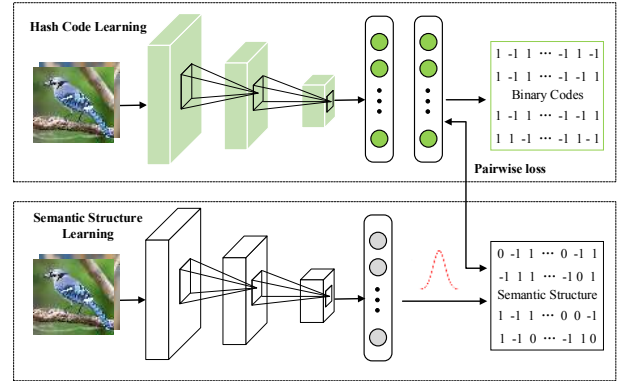 Hash Code Learning
1 -1 1 ··· -1 1 -1
1 -1 1 ··· -1 -1 1
Binary Codes
1 -1 1 ··· -1 -1 1
1 1 -1 ··· -1 1 -1
Pairwise loss
Semantic Structure
Learning
0 -1 1 ··· 0 -1 1
-1 1 1 ··· -1 0 1
Semantic Structure
1 -1 1 ··· 0 0 -1
1 -1 0 ··· -1 1 0